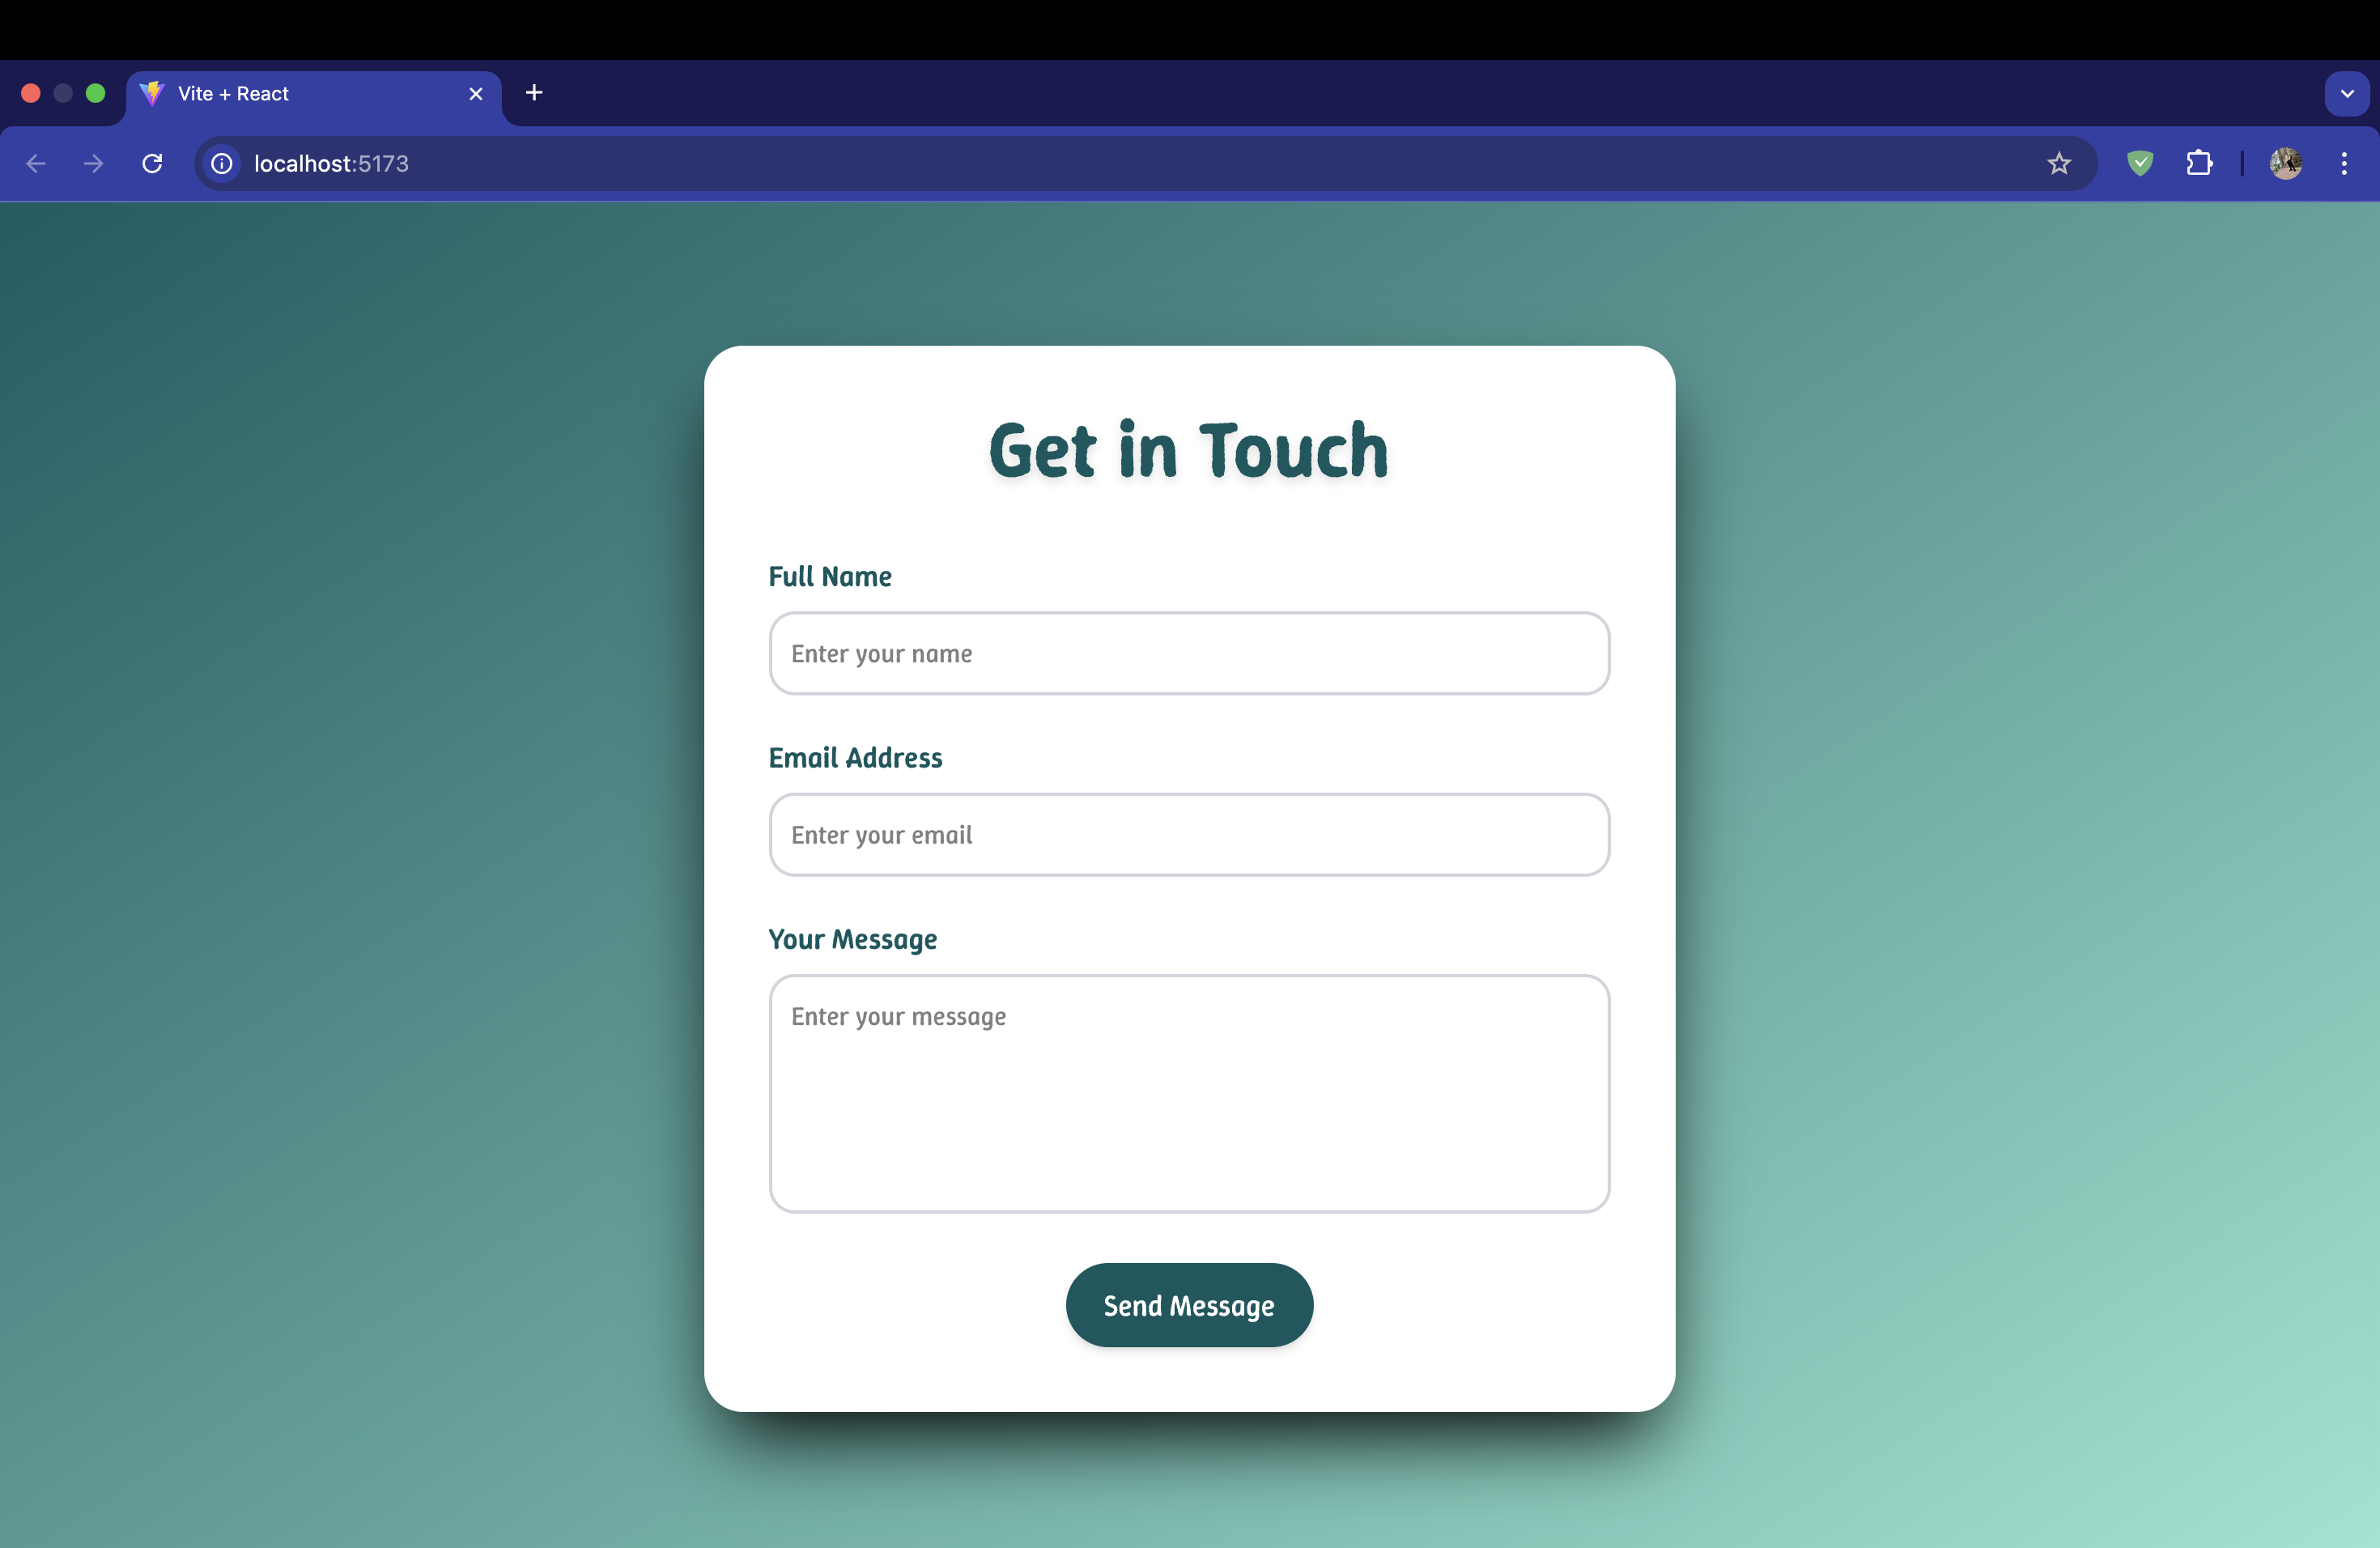 Vite + React
localhost:5173
Get in Touch
Full Name
Enter your name
Email Address
Enter your email
Your Message
Enter your message
Send Message